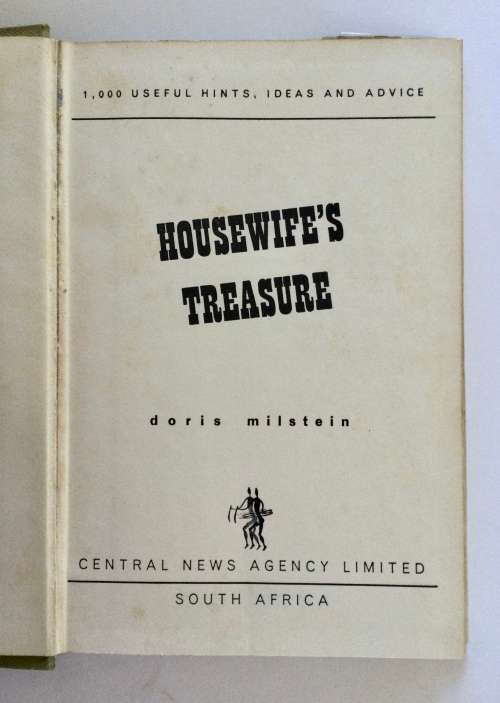 1,000 USEFUL HINTS, IDEAS AND ADVICE
HOUSEWIFE'S
TREASURE
doris milstein
CENTRAL NEWS AGENCY LIMITED
SOUTH AFRICA